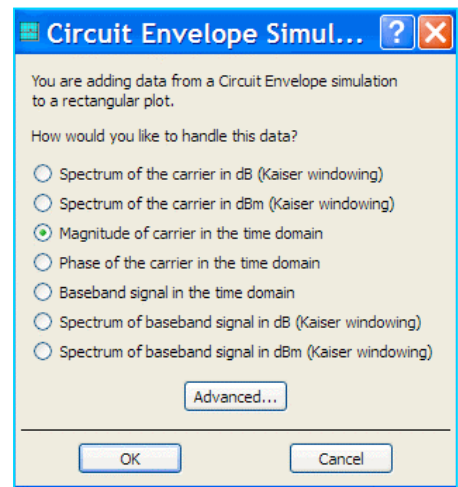 Circuit Envelope Simul...
You are adding data from a Circuit Envelope simulation
to a rectangular plot.
How would you like to handle this data?
Spectrum of the carrier in dB (Kaiser windowing)
Spectrum of the carrier in dBm (Kaiser windowing)
Magnitude of carrier in the time domain
Phase of the carrier in the time domain
Baseband signal in the time domain
Spectrum of baseband signal in dB (Kaiser windowing)
Spectrum of baseband signal in dBm (Kaiser windowing)
Advanced...
OK Cancel